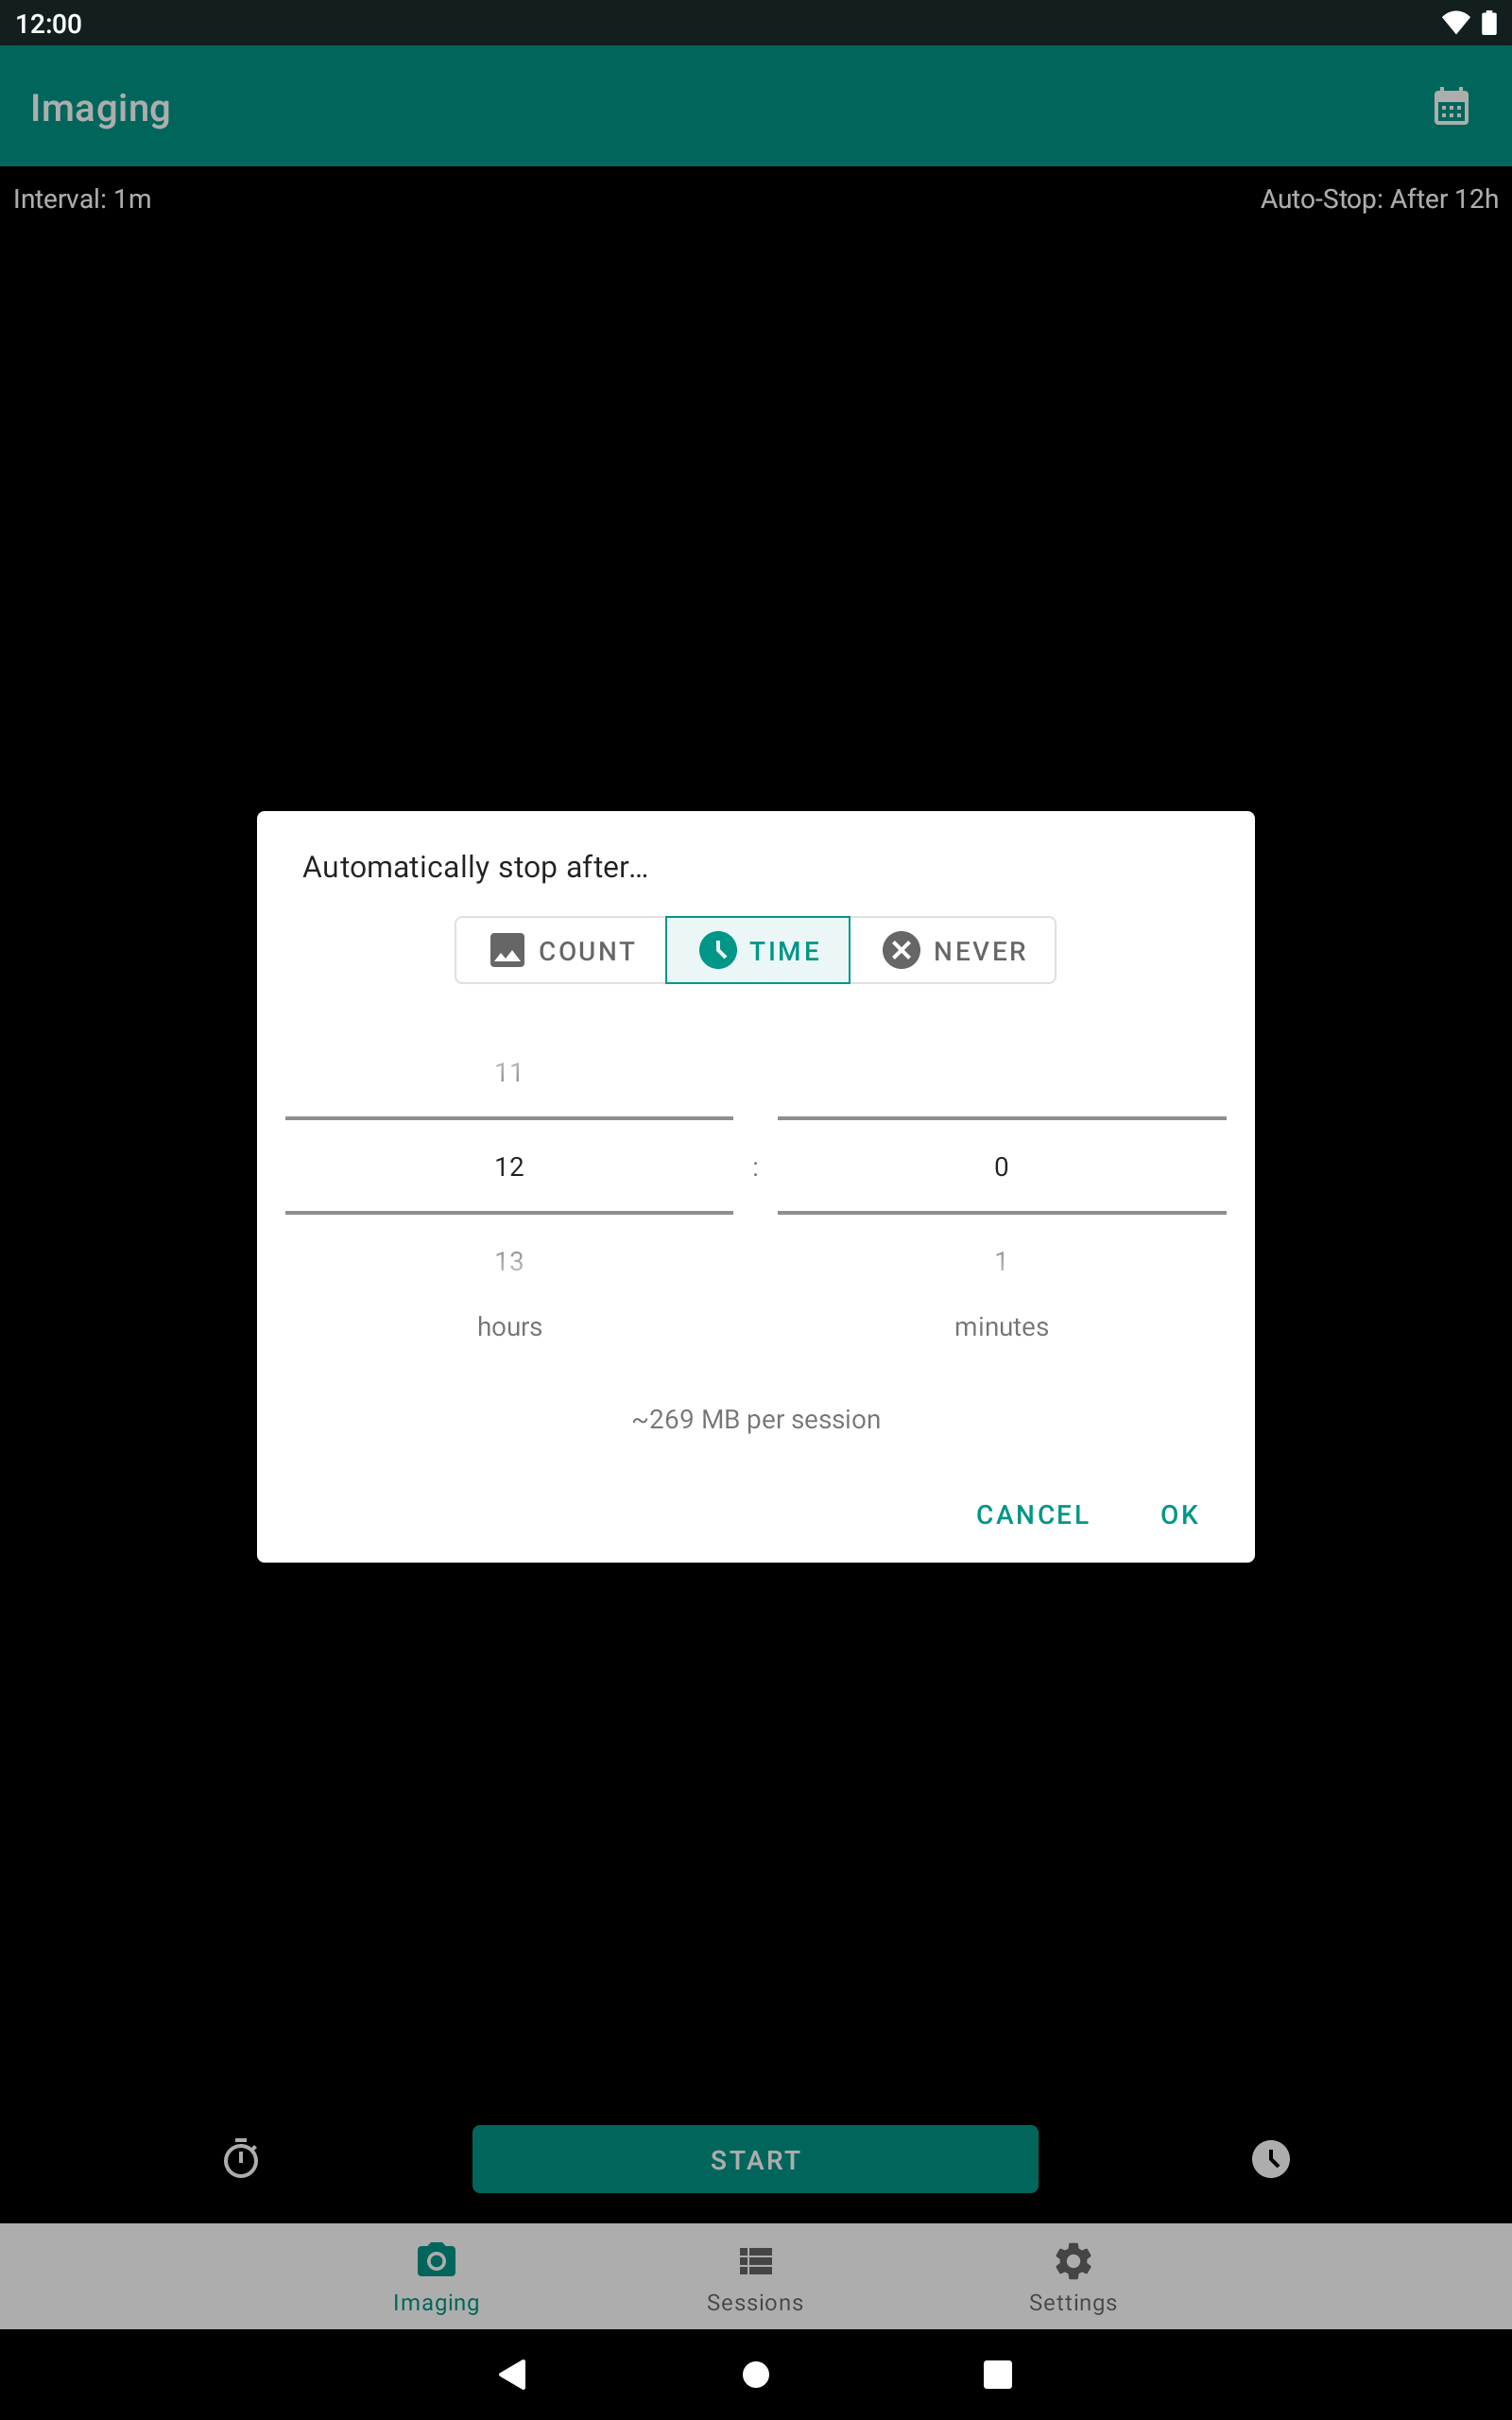 12:00
Imaging
Interval: 1m
Auto-Stop: After 12h
Automatically stop after…
COUNT
TIME
NEVER
11
12
:
0
13
1
hours
minutes
~269 MB per session
CANCEL
OK
START
Imaging
Sessions
Settings